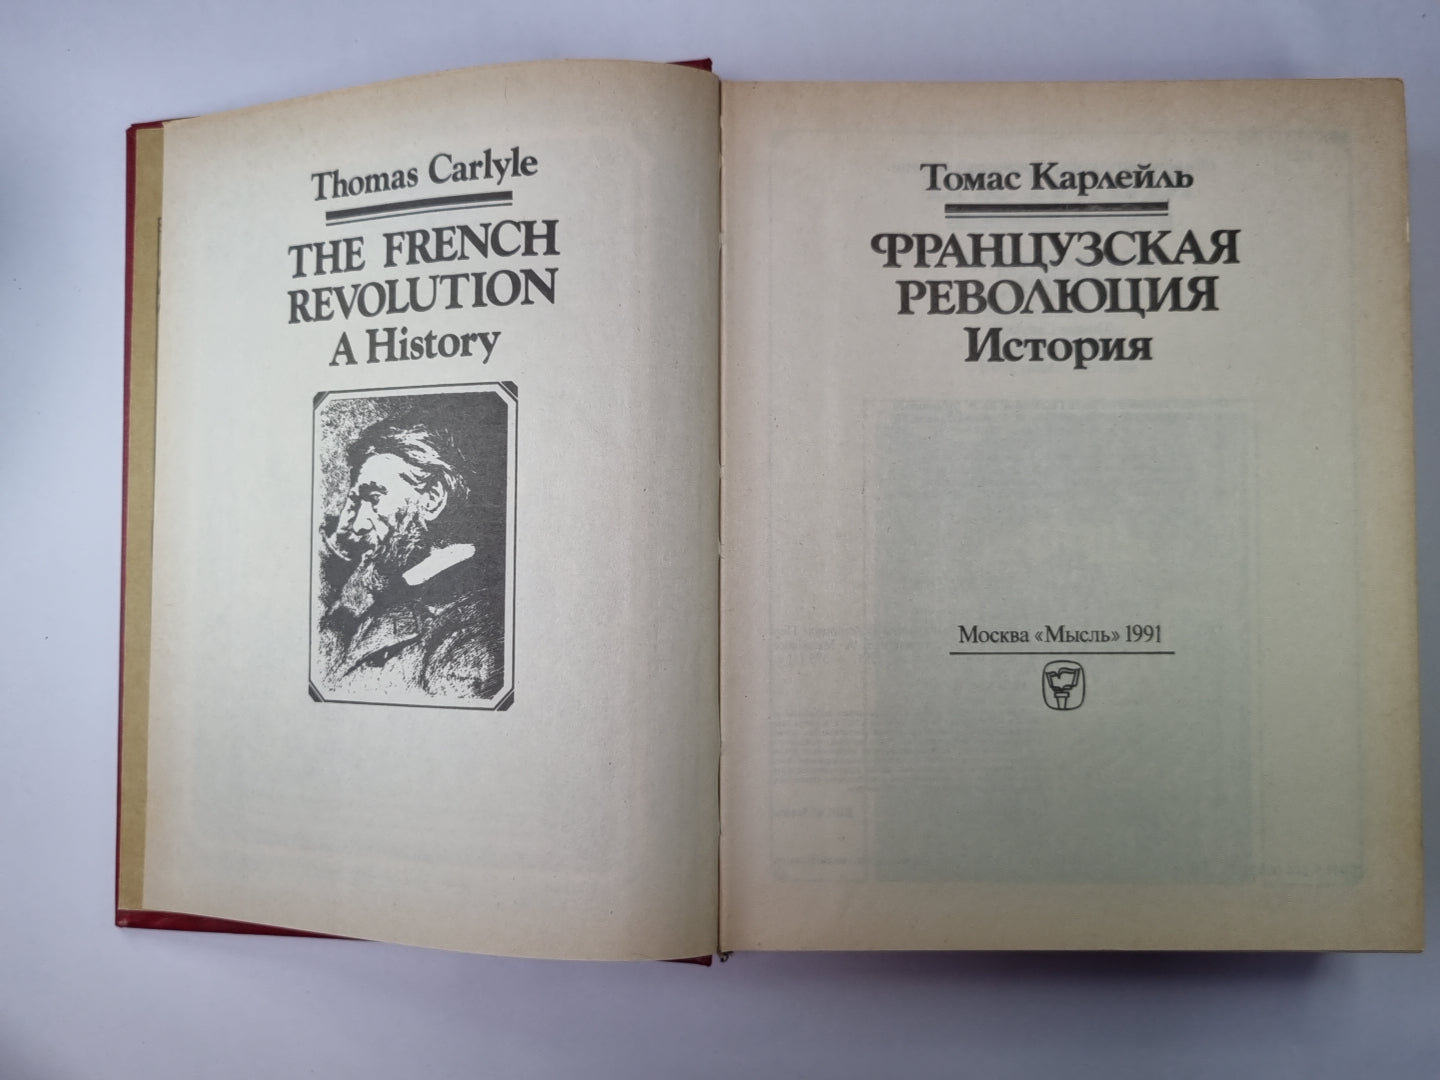 Thomas Carlyle
THE FRENCH
REVOLUTION
A History
Томас Карлейль
ФРАНЦУЗСКАЯ
РЕВОЛЮЦИЯ
История
Москва «Мысль» 1991